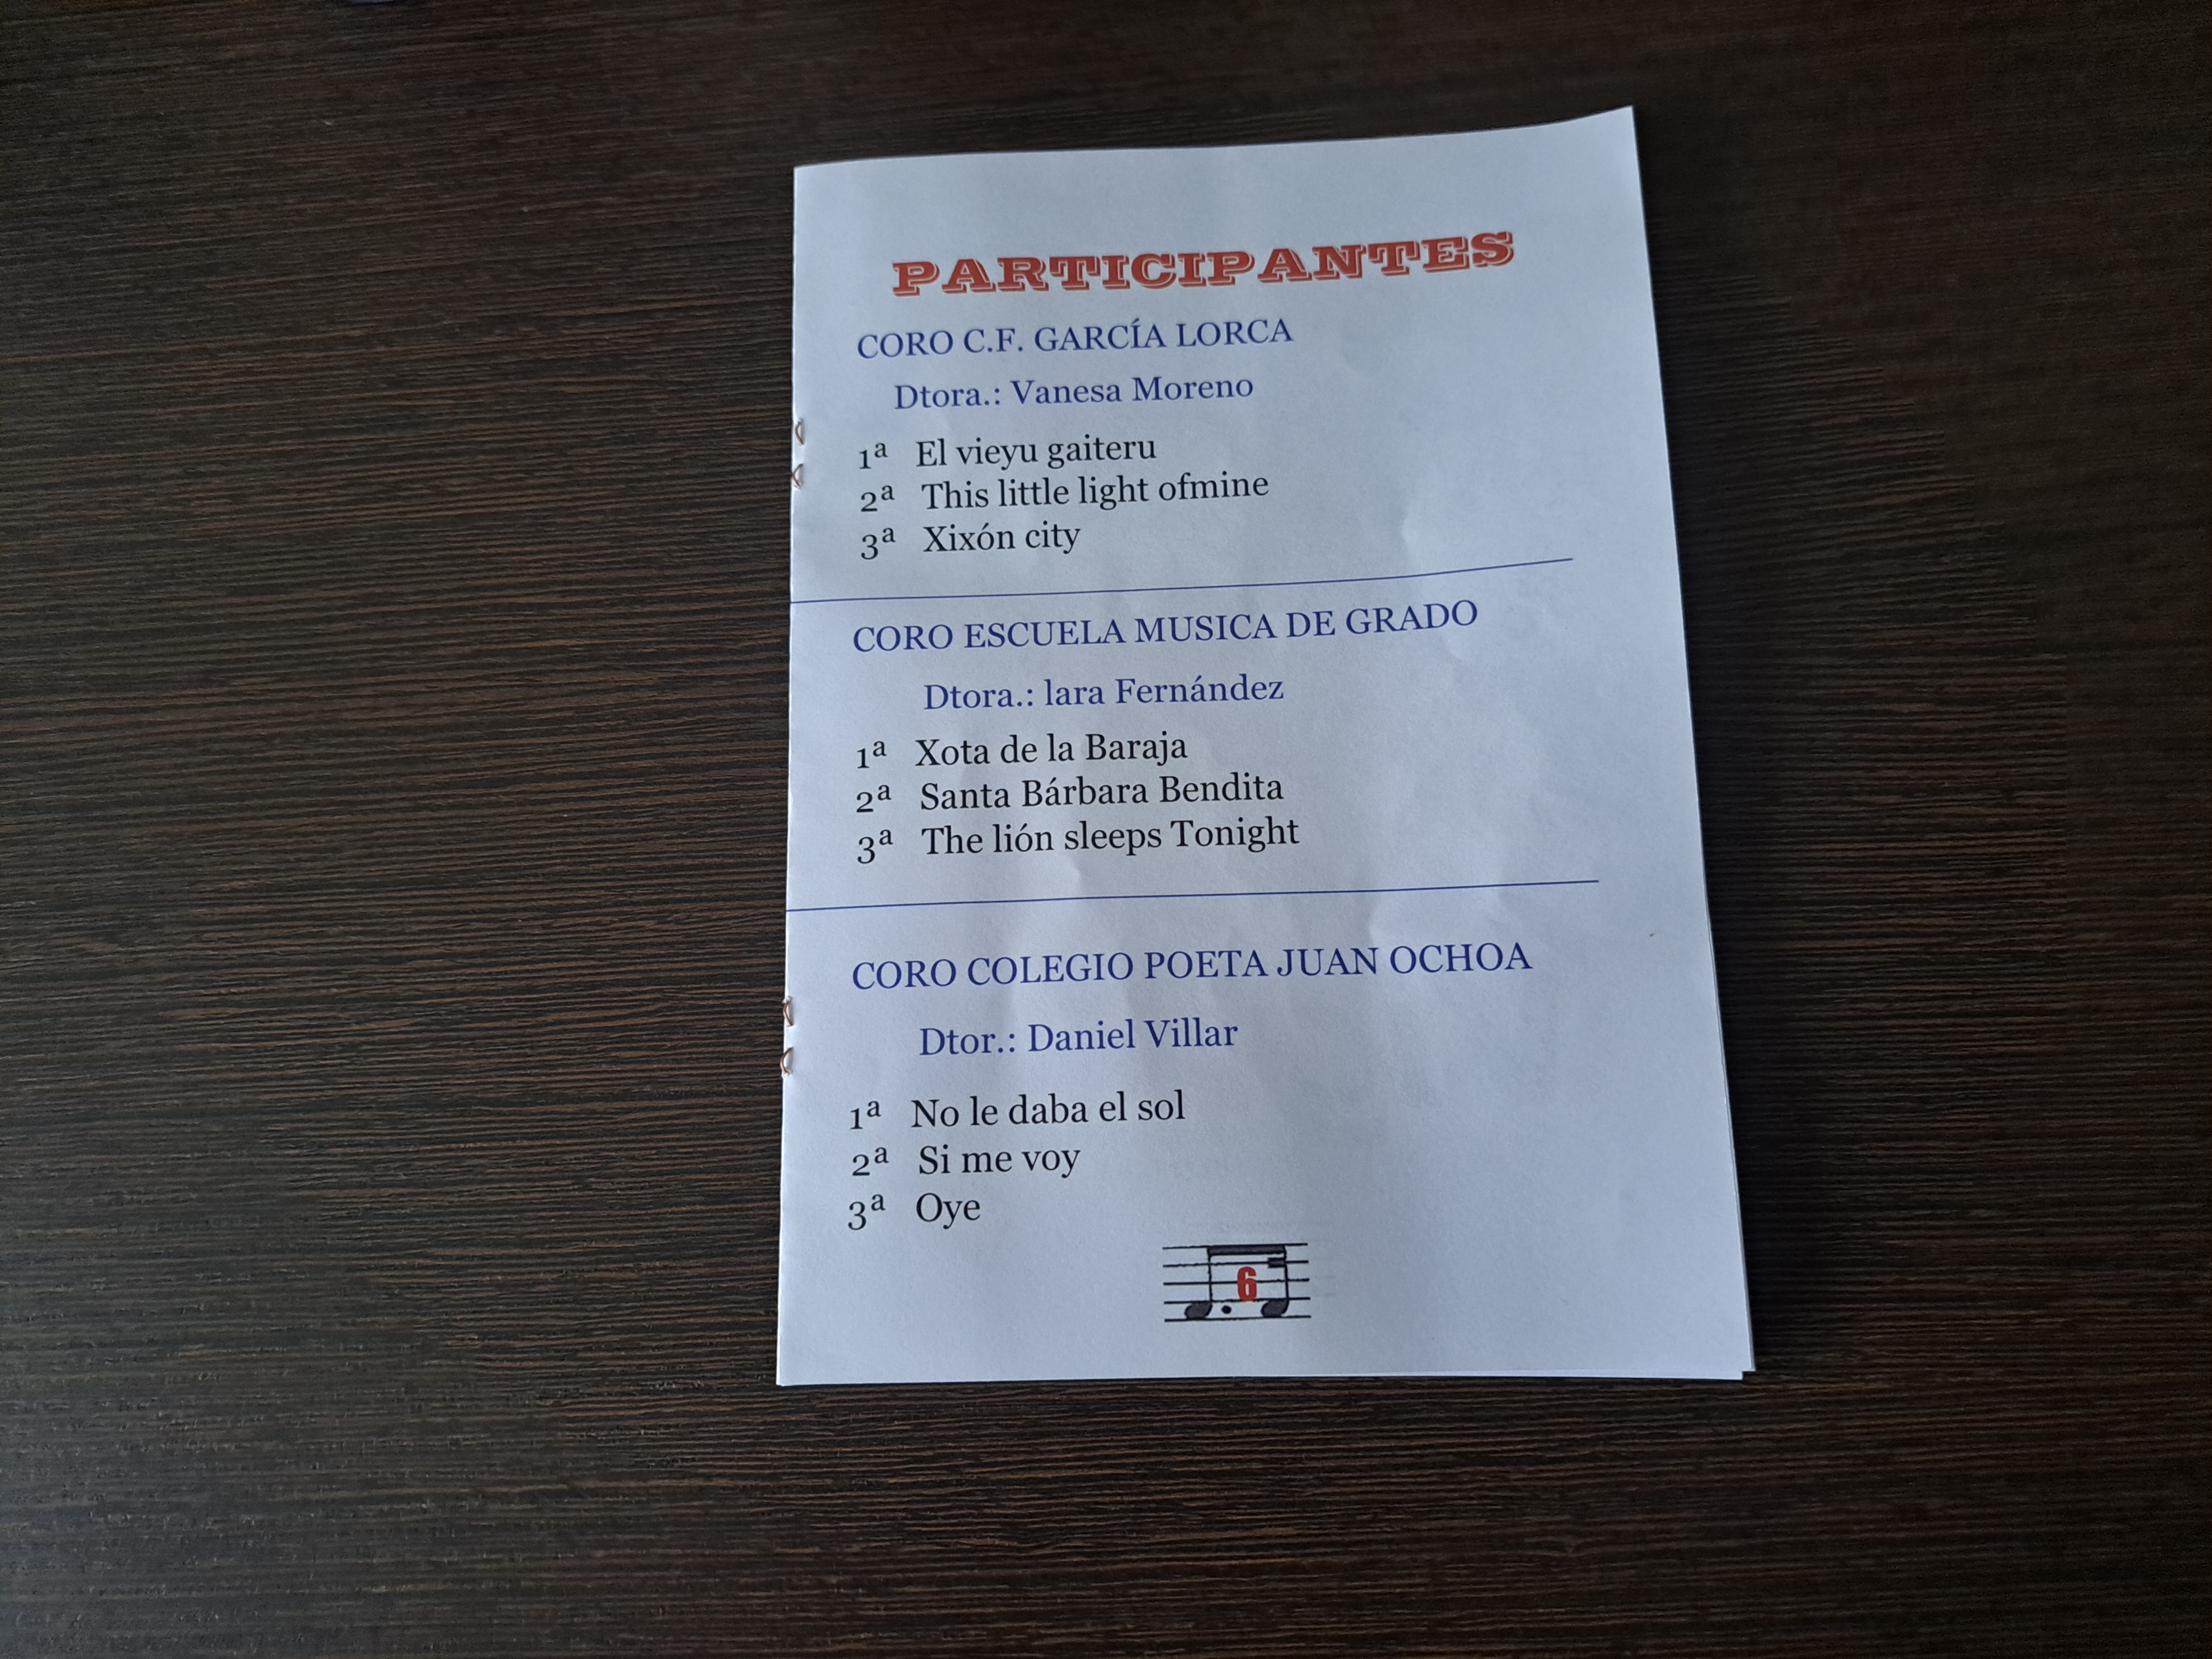 PARTICIPANTES
CORO C.F. GARCÍA LORCA
Dtora.: Vanesa Moreno
1ª El vieyu gaiteru
2ª This little light ofmine
3ª Xixón city
CORO ESCUELA MUSICA DE GRADO
Dtora.: lara Fernández
1ª Xota de la Baraja
2ª Santa Bárbara Bendita
3ª The lión sleeps Tonight
CORO COLEGIO POETA JUAN OCHOA
Dtor.: Daniel Villar
1ª No le daba el sol
2ª Si me voy
3ª Oye
6